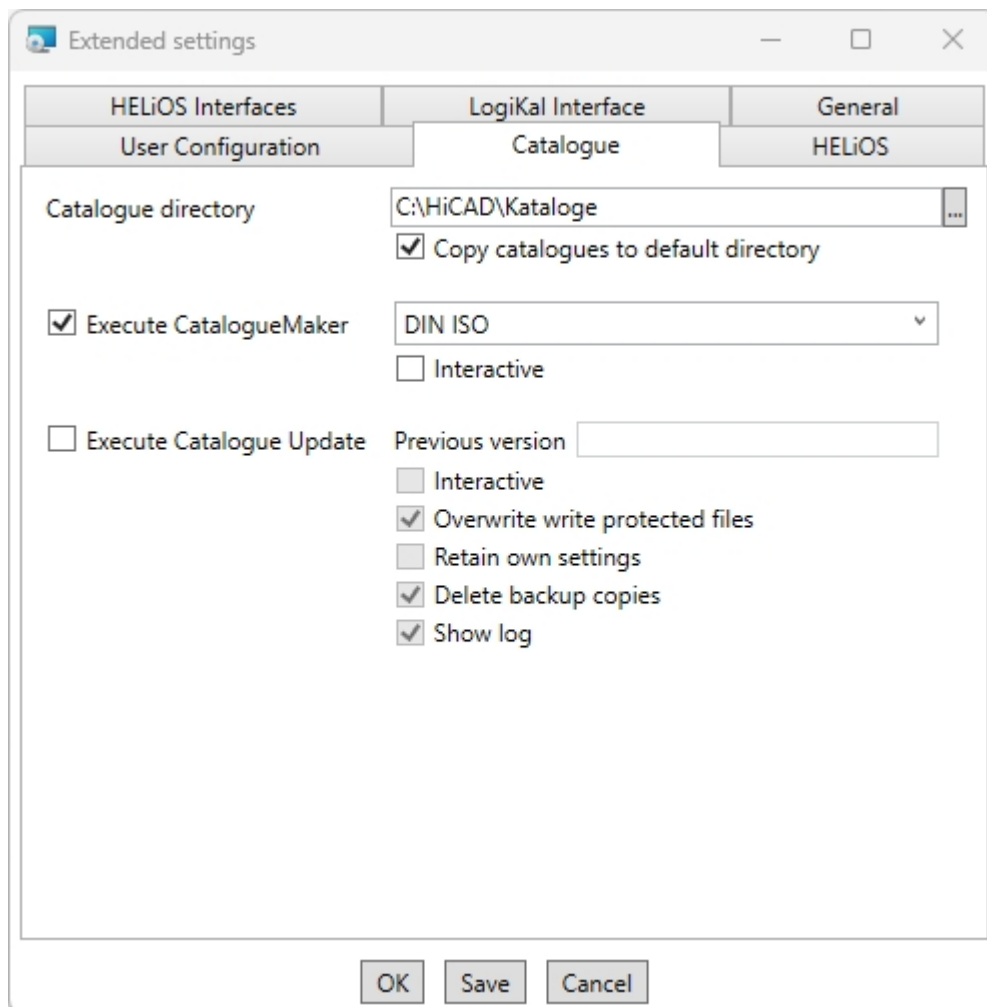 Extended settings
HELiOS Interfaces LogiKal Interface General
User Configuration Catalogue HELiOS
Catalogue directory C:\HiCAD\Kataloge ...
Copy catalogues to default directory
Execute CatalogueMaker DIN ISO
Interactive
Execute Catalogue Update Previous version
Interactive
Overwrite write protected files
Retain own settings
Delete backup copies
Show log
OK Save Cancel